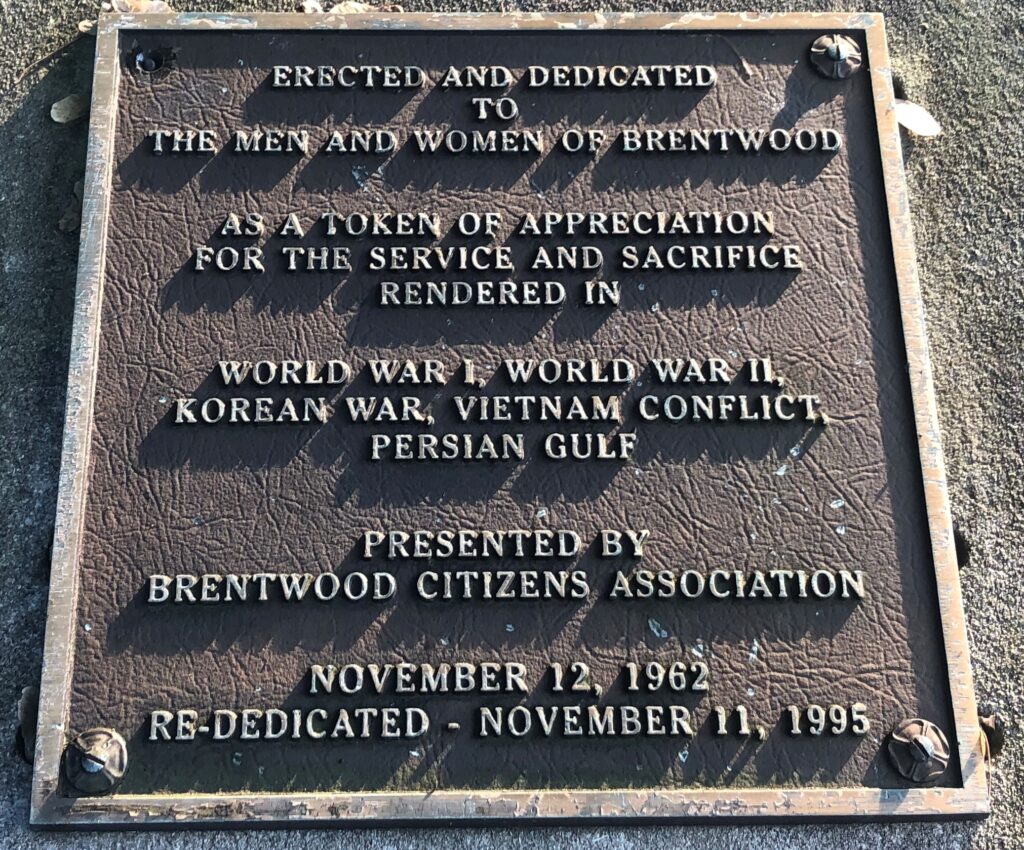 ERECTED AND DEDICATED
TO
THE MEN AND WOMEN OF BRENTWOOD
AS A TOKEN OF APPRECIATION
FOR THE SERVICE AND SACRIFICE
RENDERED IN
WORLD WAR I, WORLD WAR II,
KOREAN WAR, VIETNAM CONFLICT,
PERSIAN GULF
PRESENTED BY
BRENTWOOD CITIZENS ASSOCIATION
NOVEMBER 12, 1962
RE-DEDICATED - NOVEMBER 11, 1995